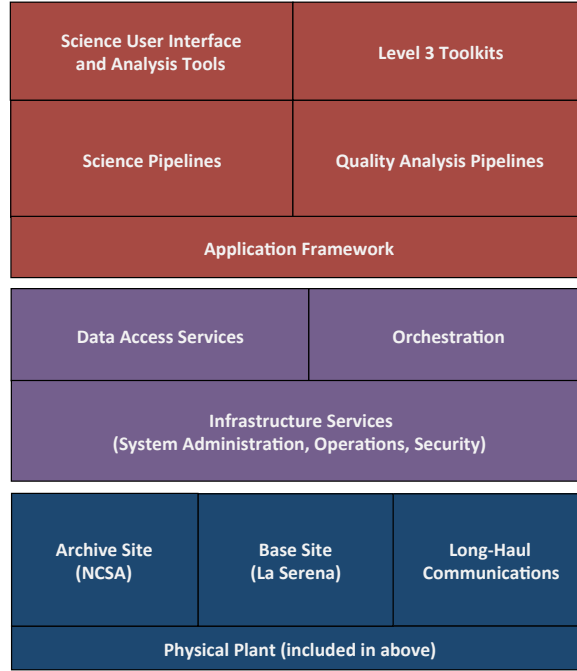 Science User Interface
and Analysis Tools
Level 3 Toolkits
Science Pipelines
Quality Analysis Pipelines
Application Framework
Data Access Services
Orchestration
Infrastructure Services
(System Administration, Operations, Security)
Archive Site
(NCSA)
Base Site
(La Serena)
Long-Haul
Communications
Physical Plant (included in above)